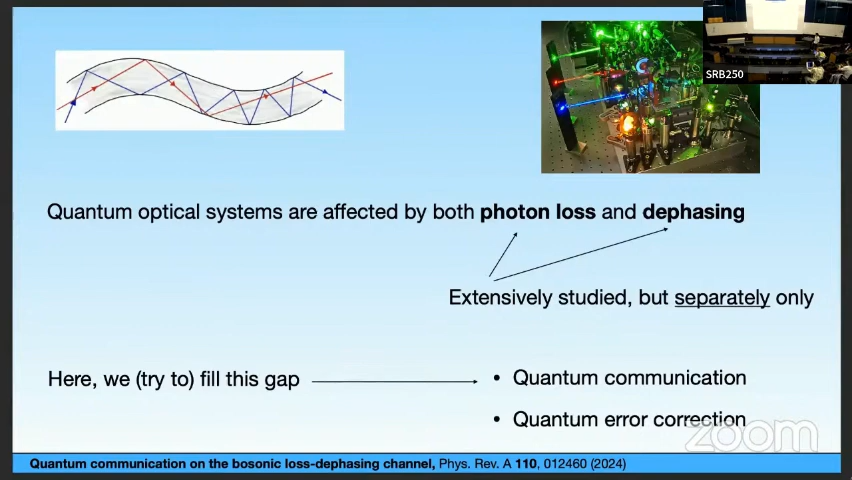 SRB250
Quantum optical systems are affected by both photon loss and dephasing
Extensively studied, but separately only
Here, we (try to) fill this gap
• Quantum communication
• Quantum error correction
zoom
Quantum communication on the bosonic loss-dephasing channel, Phys. Rev. A 110, 012460 (2024)